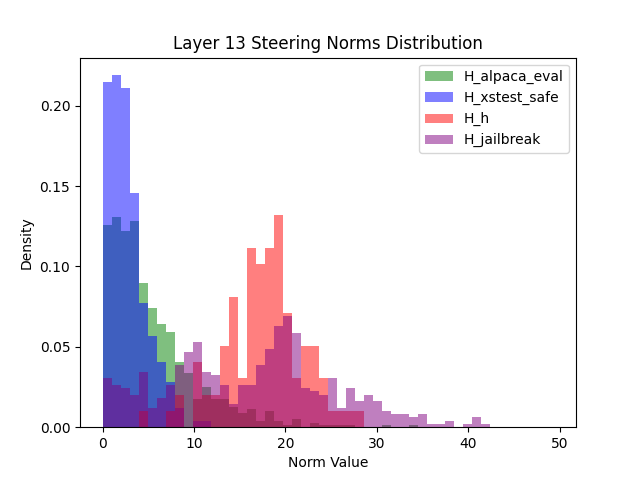 Layer 13 Steering Norms Distribution
H_alpaca_eval
H_xstest_safe
H_h
H_jailbreak
Density
0.20
0.15
0.10
0.05
0.00
0 10 20 30 40 50
Norm Value